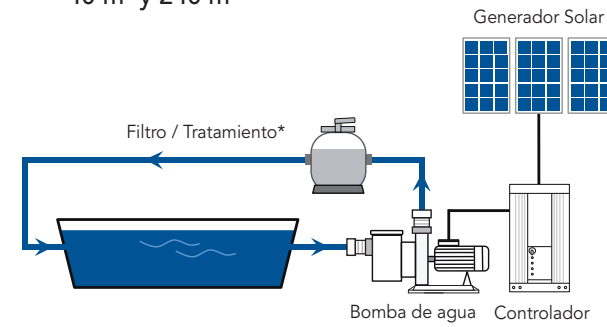 Generador Solar
Filtro / Tratamiento*
Bomba de agua
Controlador